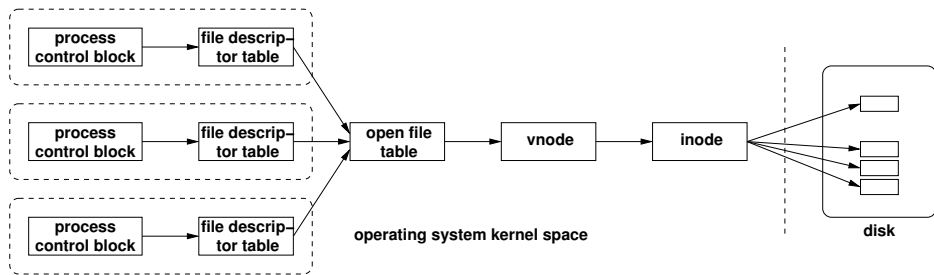 process
control block
file descrip-
tor table
process
control block
file descrip-
tor table
open file
table
vnode
inode
process
control block
file descrip-
tor table
operating system kernel space
disk